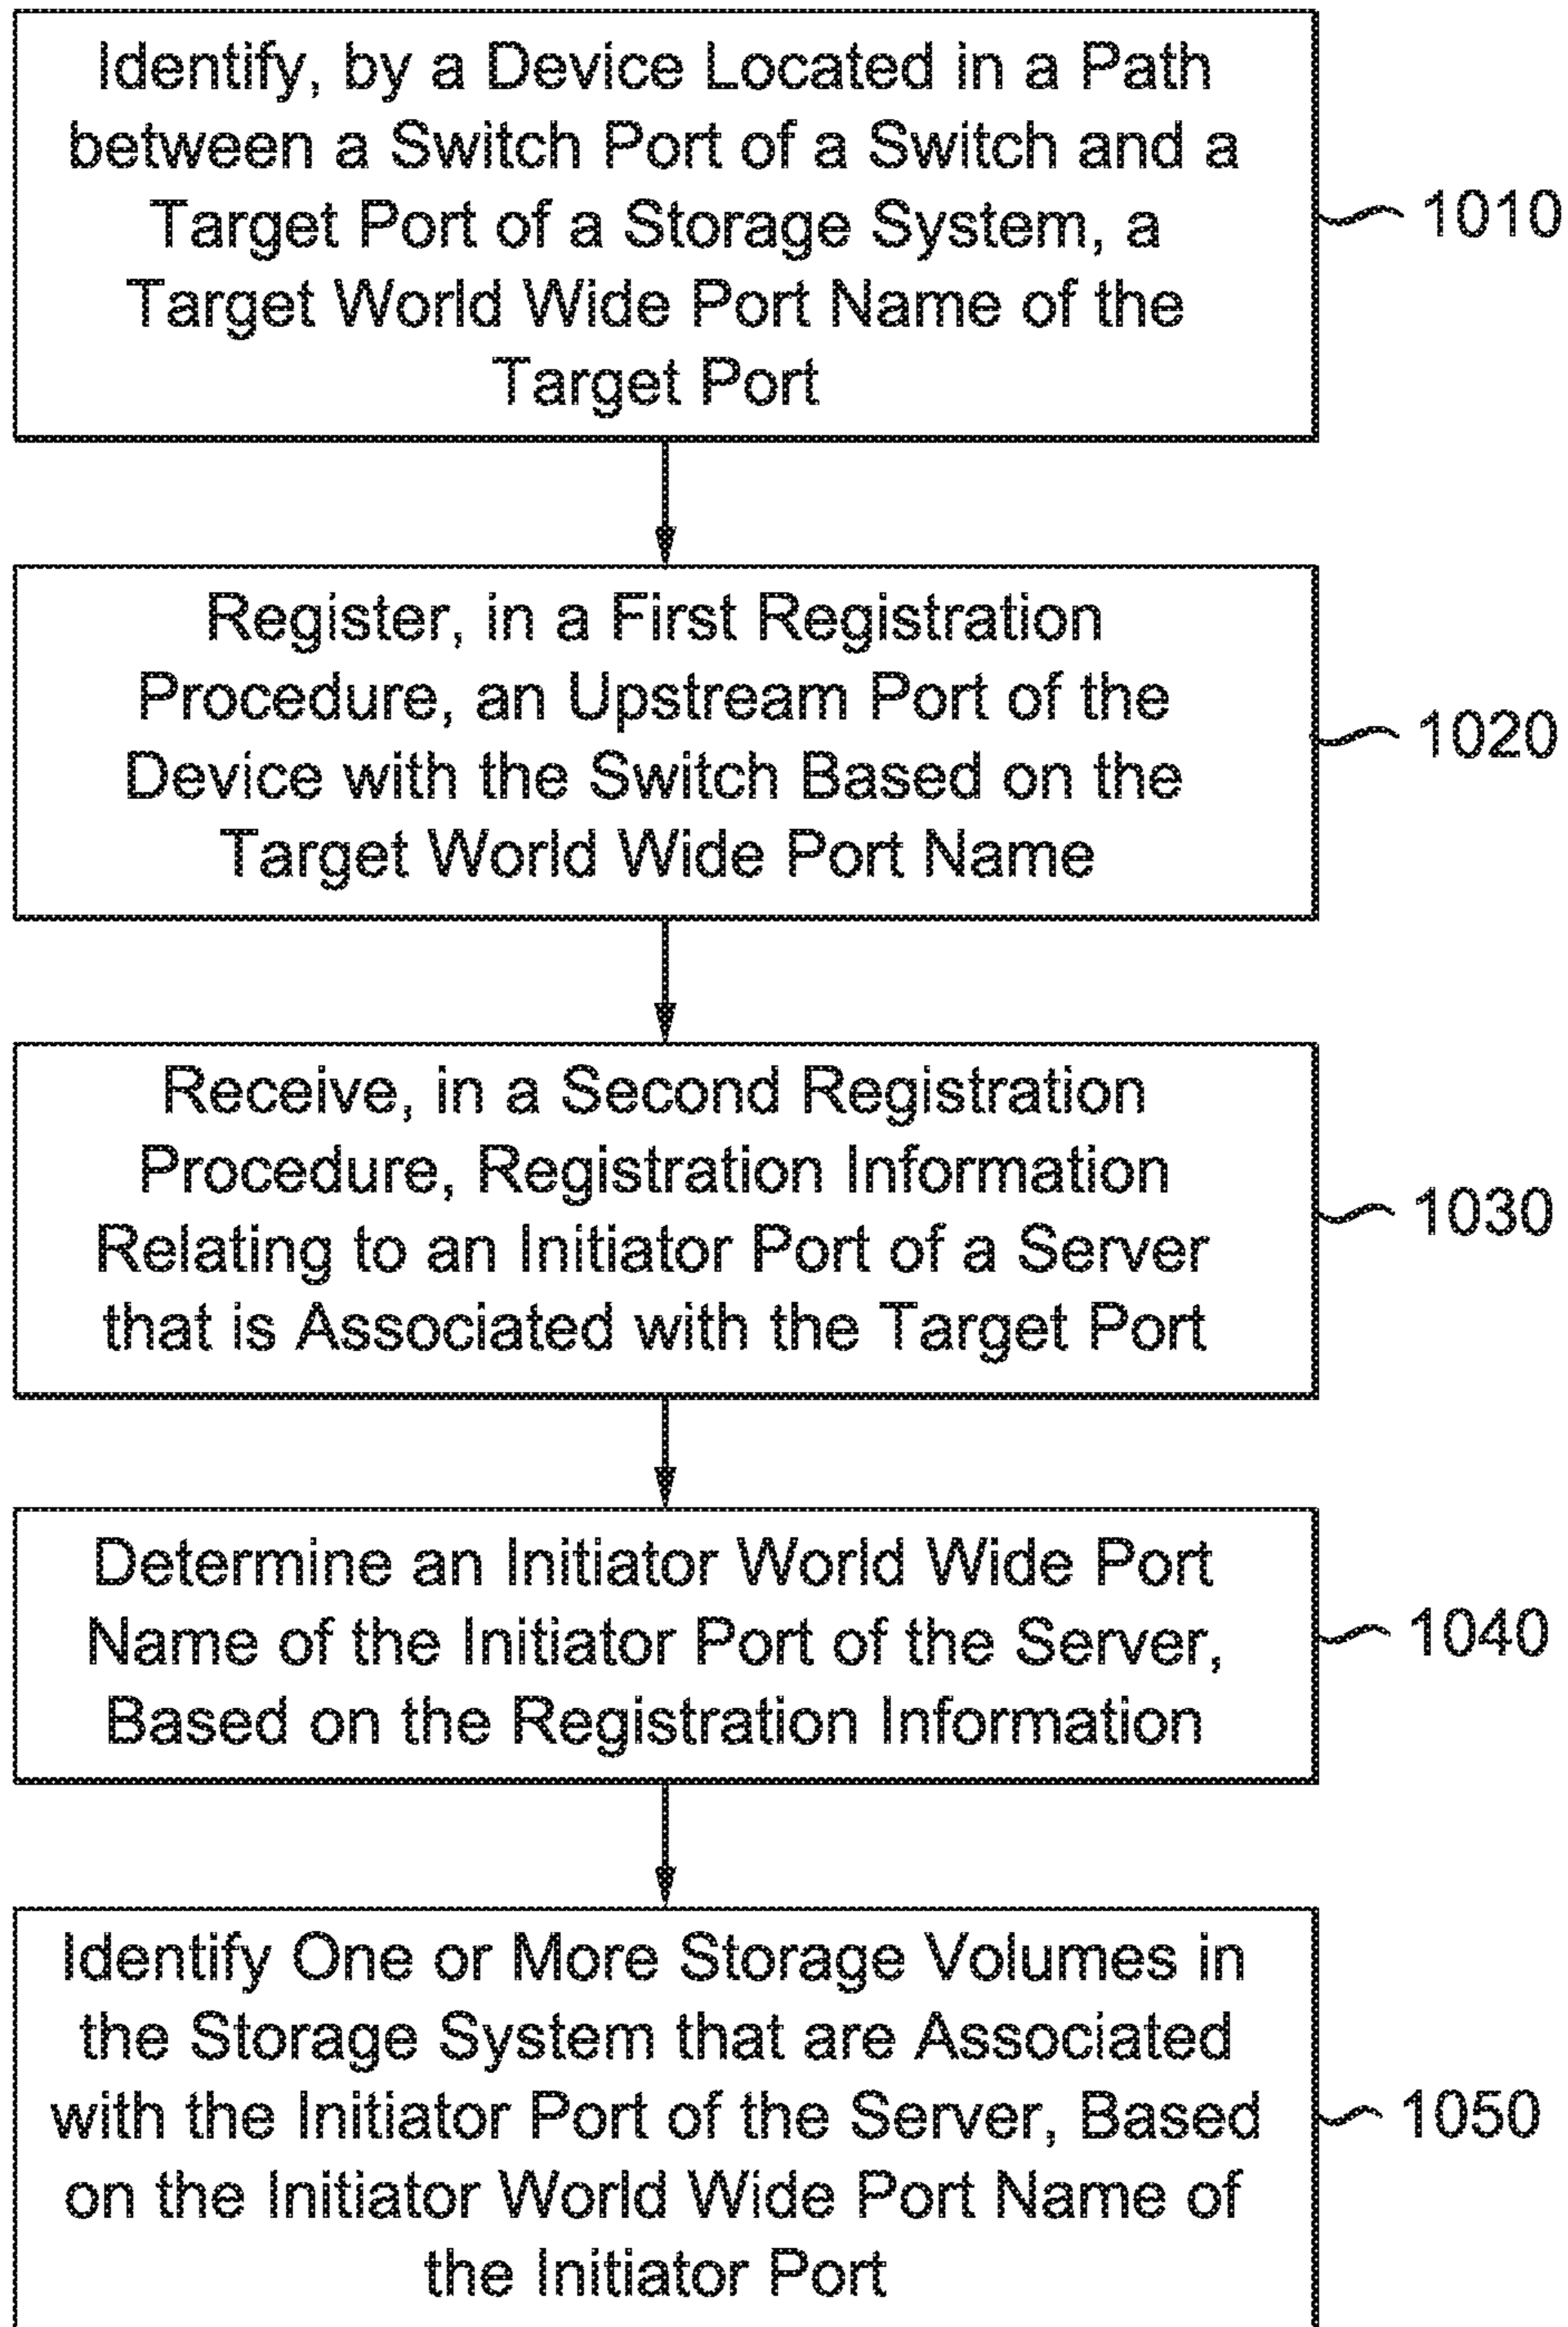 Identify, by a Device Located in a Path
between a Switch Port of a Switch and a
Target Port of a Storage System, a
Target World Wide Port Name of the
Target Port
1010
Register, in a First Registration
Procedure, an Upstream Port of the
Device with the Switch Based on the
Target World Wide Port Name
1020
Receive, in a Second Registration
Procedure, Registration Information
Relating to an Initiator Port of a Server
that is Associated with the Target Port
1030
Determine an Initiator World Wide Port
Name of the Initiator Port of the Server,
Based on the Registration Information
1040
Identify One or More Storage Volumes in
the Storage System that are Associated
with the Initiator Port of the Server, Based
on the Initiator World Wide Port Name of
the Initiator Port
1050